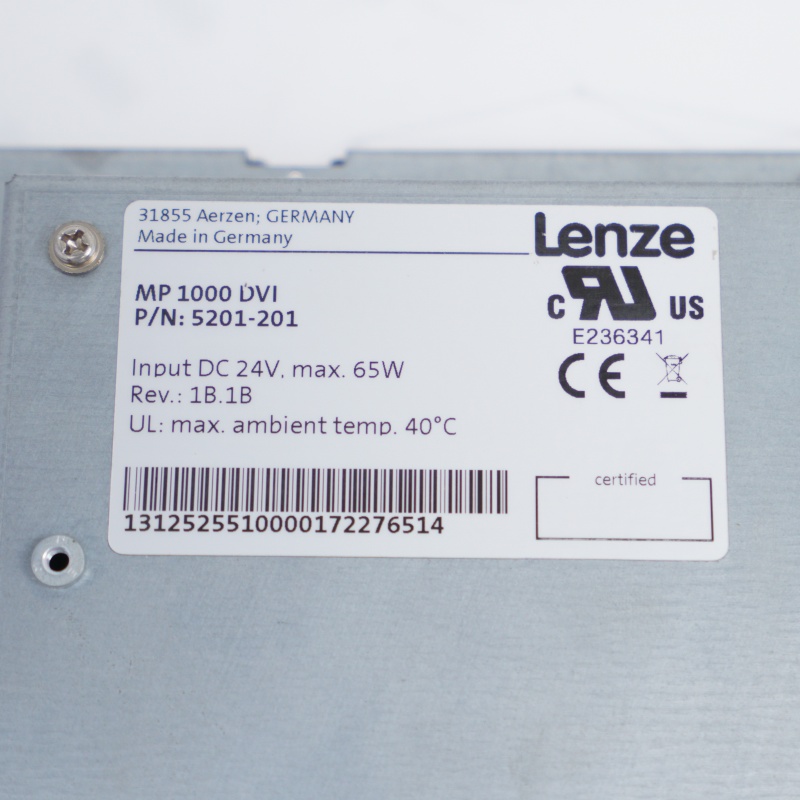 31855 Aerzen; GERMANY
Made in Germany
Lenze
MP 1000 DVI
P/N: 5201-201
C RU US
E236341
CE
Input DC 24V, max. 65W
Rev.: 1B.1B
UL: max. ambient temp. 40°C
certified
1312525510000172276514